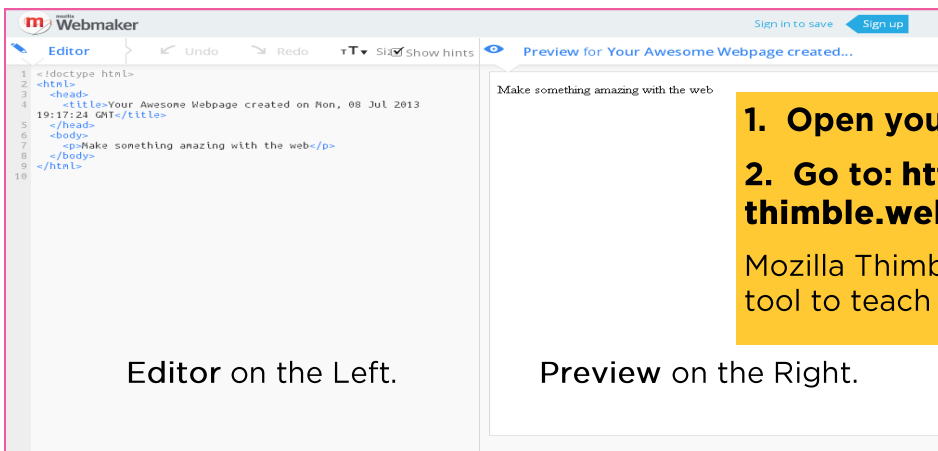 mozilla
Webmaker
Sign in to save
Sign up
Editor
Undo
Redo
TT▾ Siz
Show hints
Preview for Your Awesome Webpage created...
1 <!doctype html>
2 <html>
3 <head>
4 <title>Your Awesome Webpage created on Mon, 08 Jul 2013
19:17:24 GMT</title>
5 </head>
6 <body>
7 <p>Make something amazing with the web</p>
8 </body>
9 </html>
10
Make something amazing with the web
1. Open you
2. Go to: ht
thimble.we
Mozilla Thimb
tool to teach
Editor on the Left.
Preview on the Right.